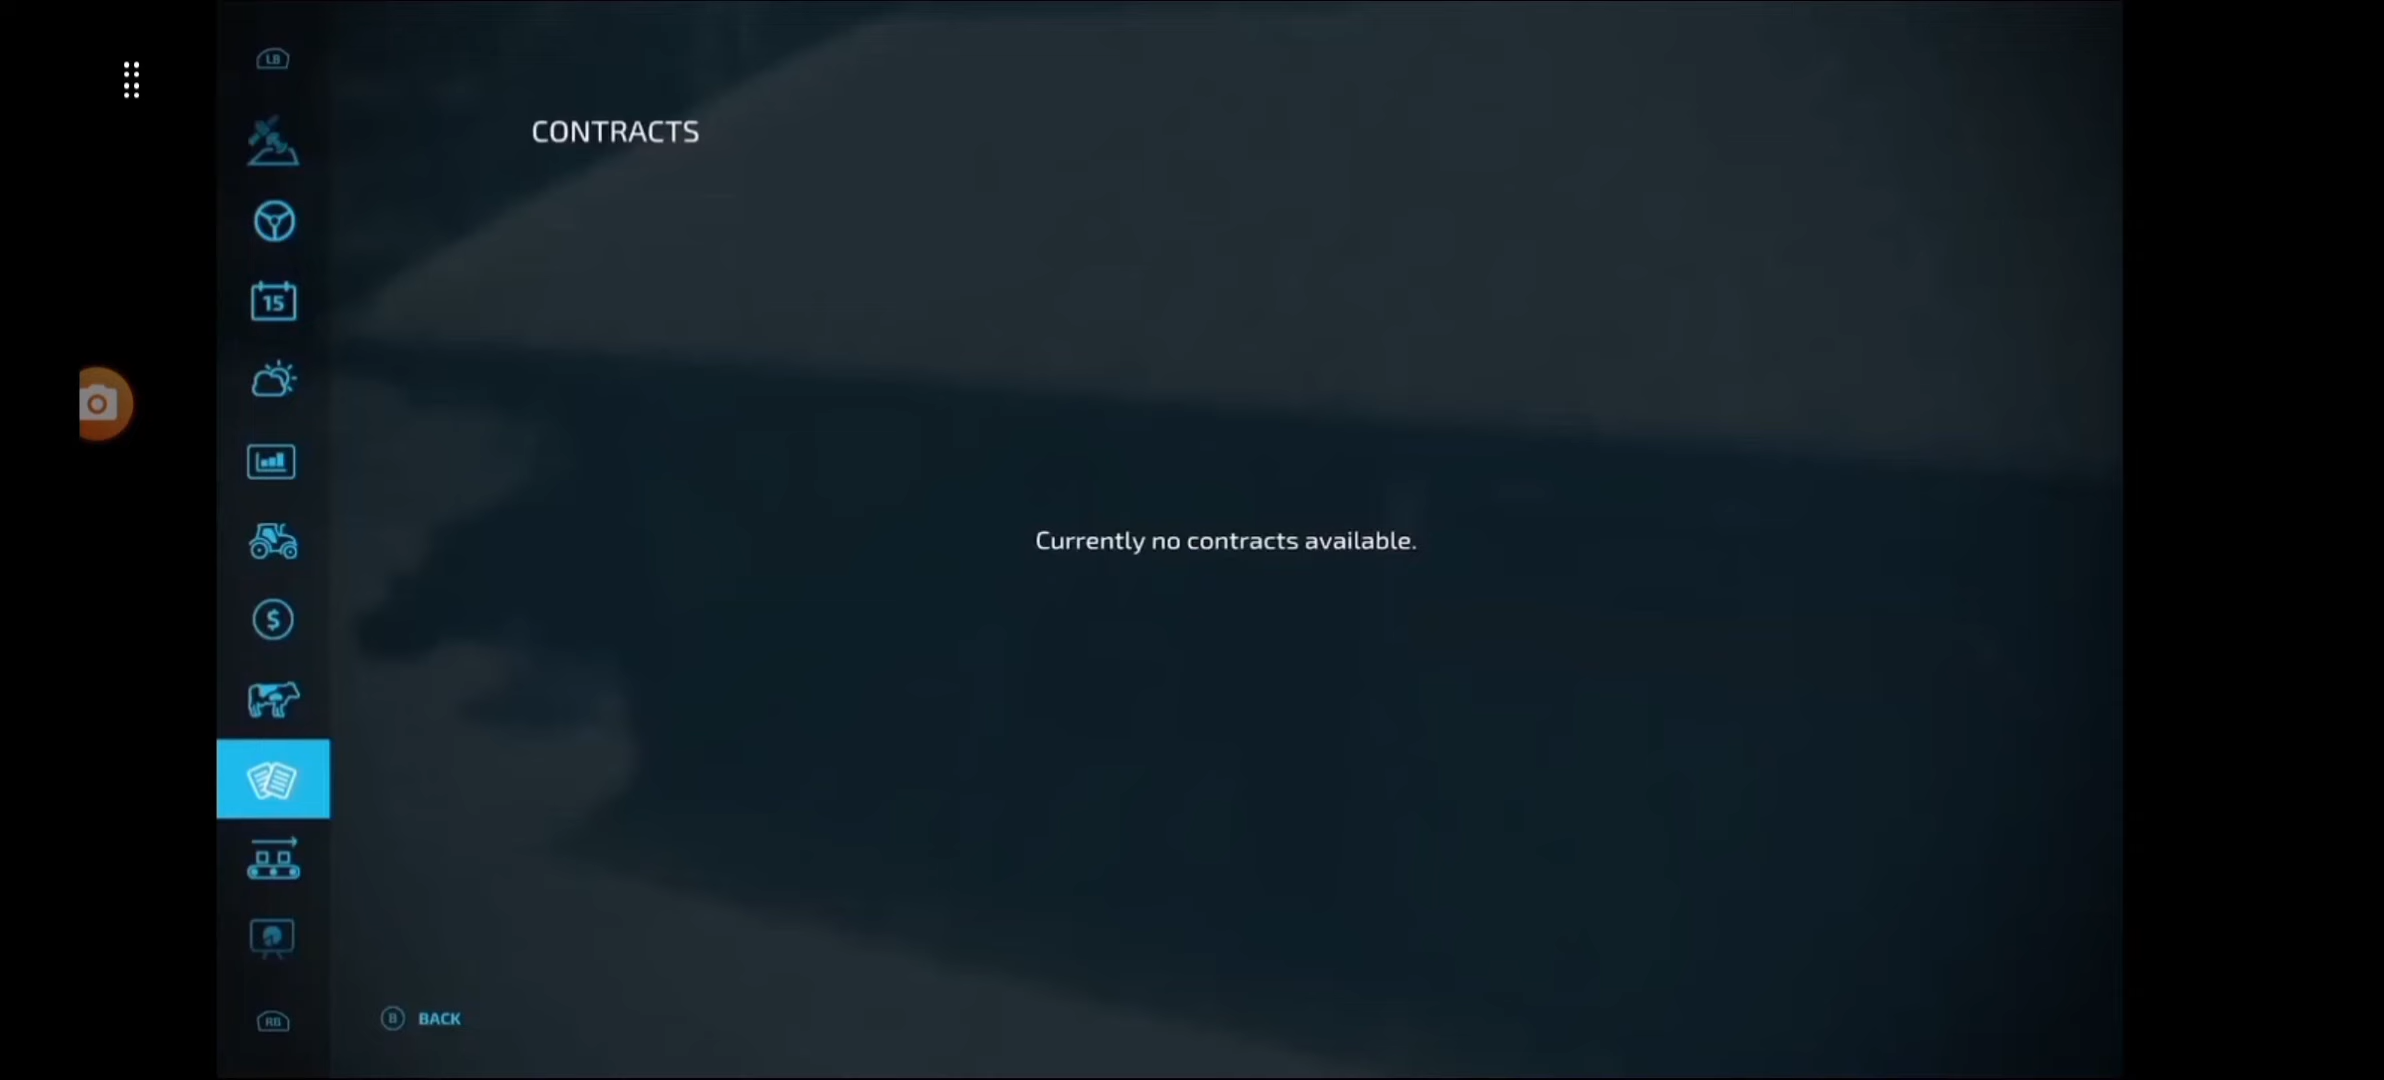 LB
CONTRACTS
15
Currently no contracts available.
$
RB
B BACK